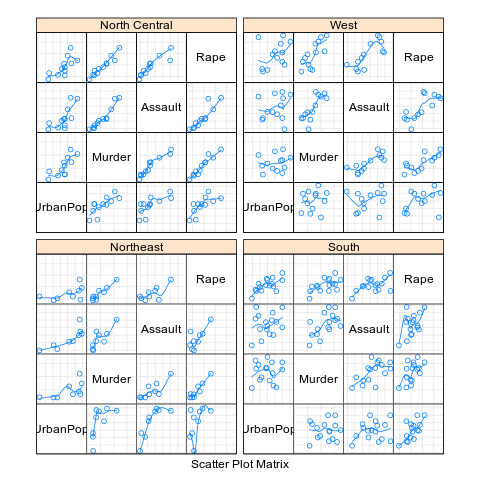 North Central West
Rape Rape
Assault Assault
Murder Murder
UrbanPop UrbanPop
Northeast South
Rape Rape
Assault Assault
Murder Murder
UrbanPop UrbanPop
Scatter Plot Matrix